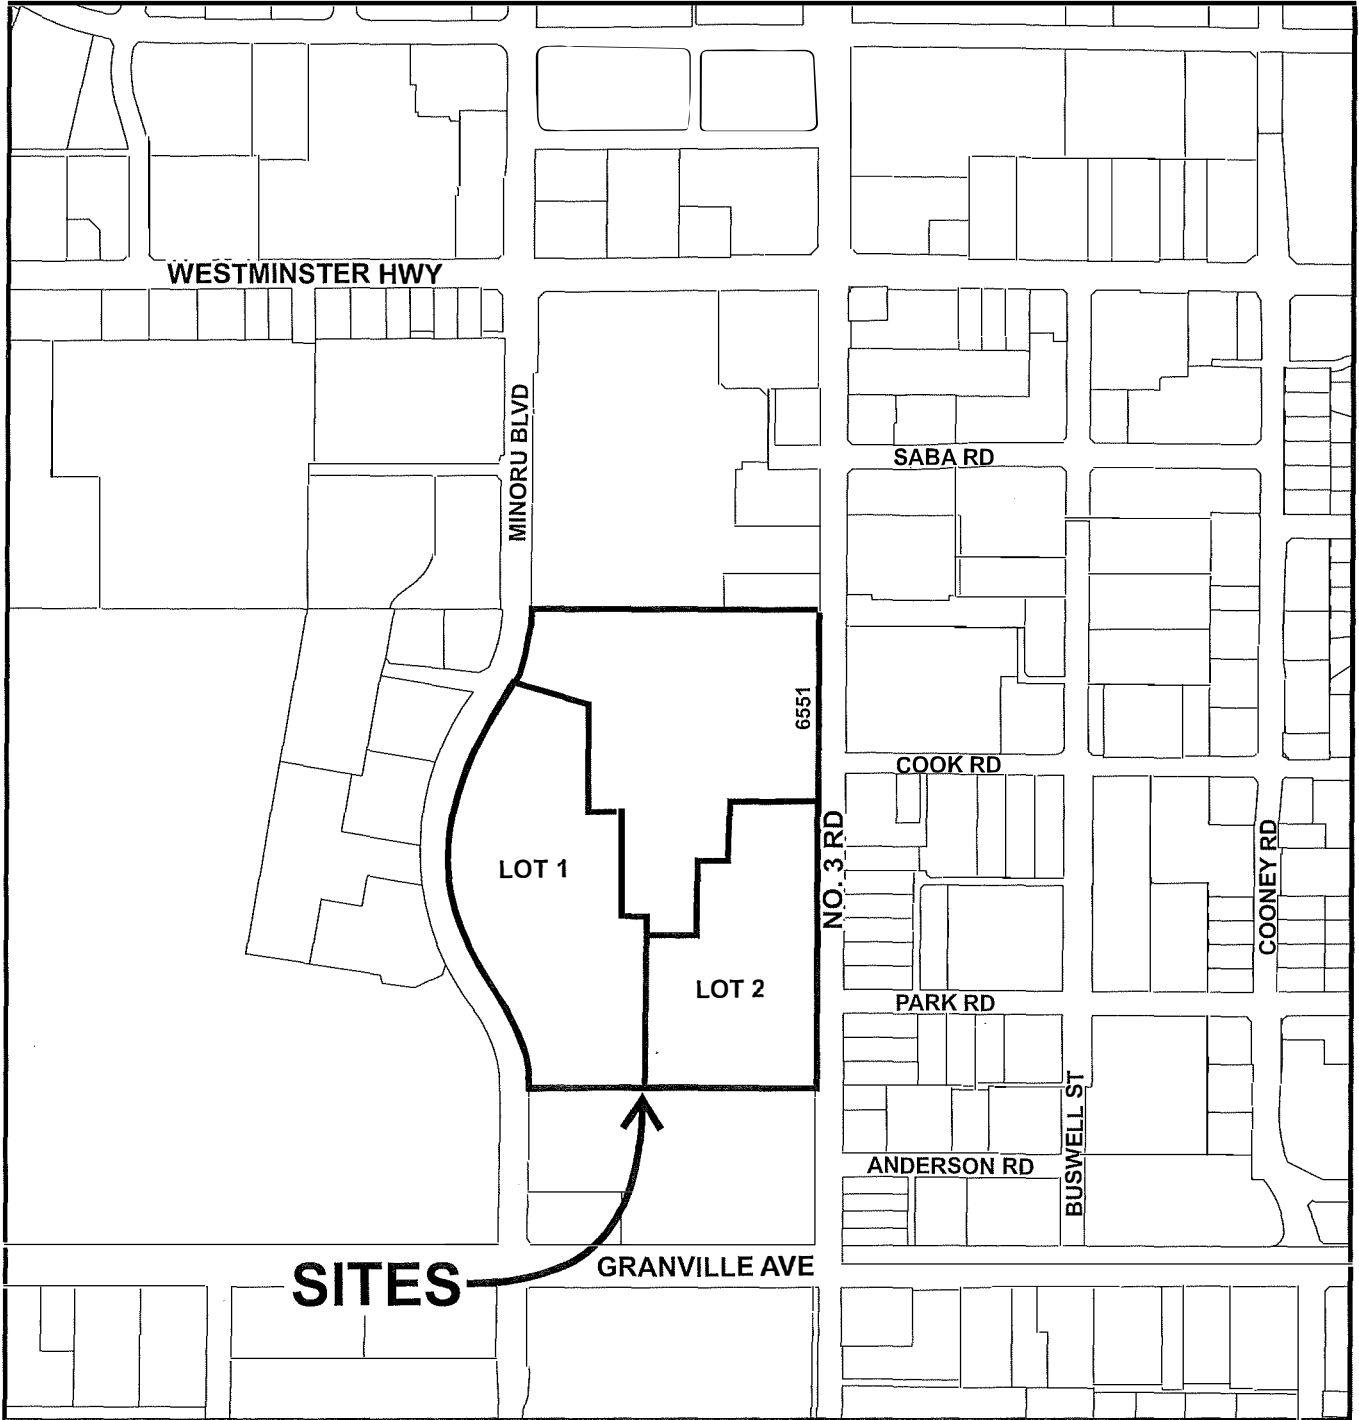 WESTMINSTER HWY
MINORU BLVD
SABA RD
6551
COOK RD
NO. 3 RD
COONEY RD
LOT 1
LOT 2
PARK RD
BUSWELL ST
ANDERSON RD
GRANVILLE AVE
SITES